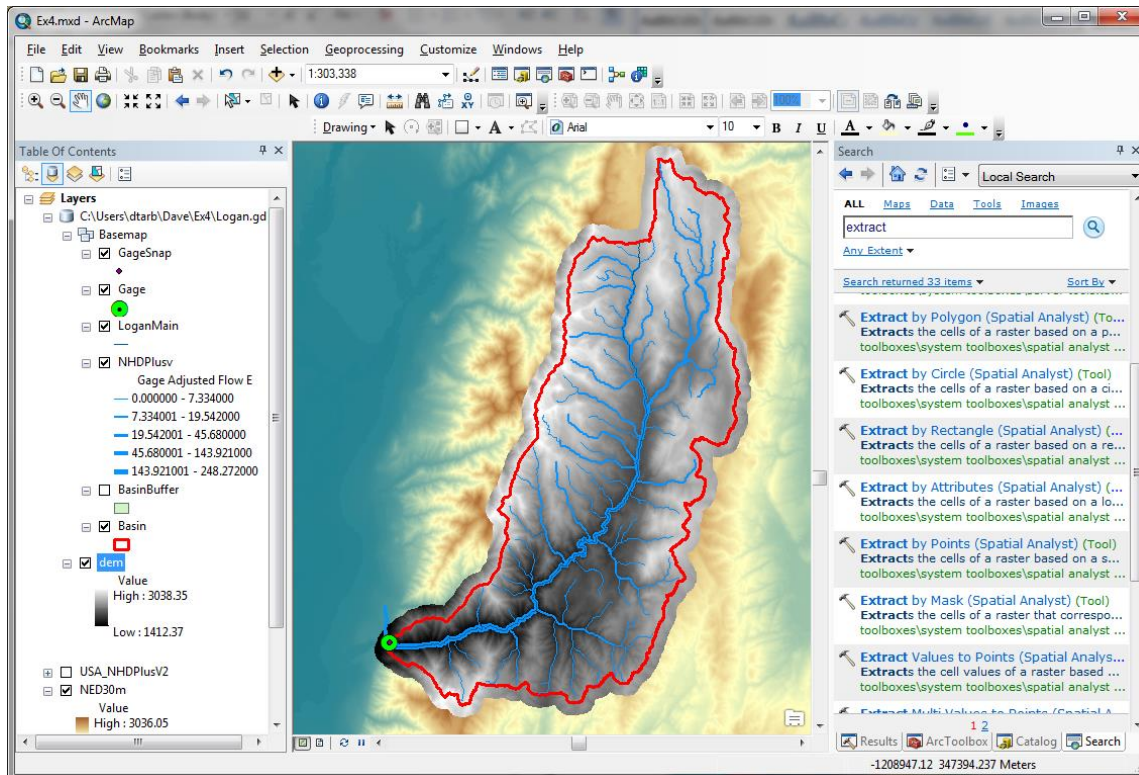 Ex4.mxd - ArcMap
File Edit View Bookmarks Insert Selection Geoprocessing Customize Windows Help
1:303,338
100%
Drawing A Arial 10 B I U A
Table Of Contents
Search
Layers
C:\Users\dtarb\Dave\Ex4\Logan.gd
Basemap
GageSnap
Gage
LoganMain
NHDPlusv
Gage Adjusted Flow E
0.000000 - 7.334000
7.334001 - 19.542000
19.542001 - 45.680000
45.680001 - 143.921000
143.921001 - 248.272000
BasinBuffer
Basin
dem
Value
High : 3038.35
Low : 1412.37
USA_NHDPlusV2
NED30m
Value
High : 3036.05
Local Search
ALL Maps Data Tools Images
extract
Any Extent
Search returned 33 items Sort By
Extract by Polygon (Spatial Analyst) (To...
Extracts the cells of a raster based on a p...
toolboxes\system toolboxes\spatial analyst ...
Extract by Circle (Spatial Analyst) (Tool)
Extracts the cells of a raster based on a ci...
toolboxes\system toolboxes\spatial analyst ...
Extract by Rectangle (Spatial Analyst) (...
Extracts the cells of a raster based on a re...
toolboxes\system toolboxes\spatial analyst ...
Extract by Attributes (Spatial Analyst) (...
Extracts the cells of a raster based on a lo...
toolboxes\system toolboxes\spatial analyst ...
Extract by Points (Spatial Analyst) (Tool)
Extracts the cells of a raster based on a s...
toolboxes\system toolboxes\spatial analyst ...
Extract by Mask (Spatial Analyst) (Tool)
Extracts the cells of a raster that correspo...
toolboxes\system toolboxes\spatial analyst ...
Extract Values to Points (Spatial Analys...
Extracts the cell values of a raster based ...
toolboxes\system toolboxes\spatial analyst ...
Extract Multi Values to Points (Spatial A...
1 2
Results ArcToolbox Catalog Search
-1208947.12 347394.237 Meters